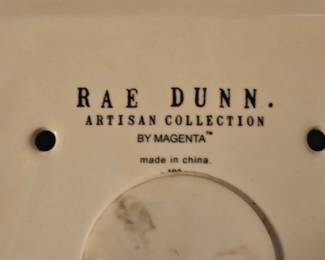 RAE DUNN.
ARTISAN COLLECTION
BY MAGENTA™
made in china.